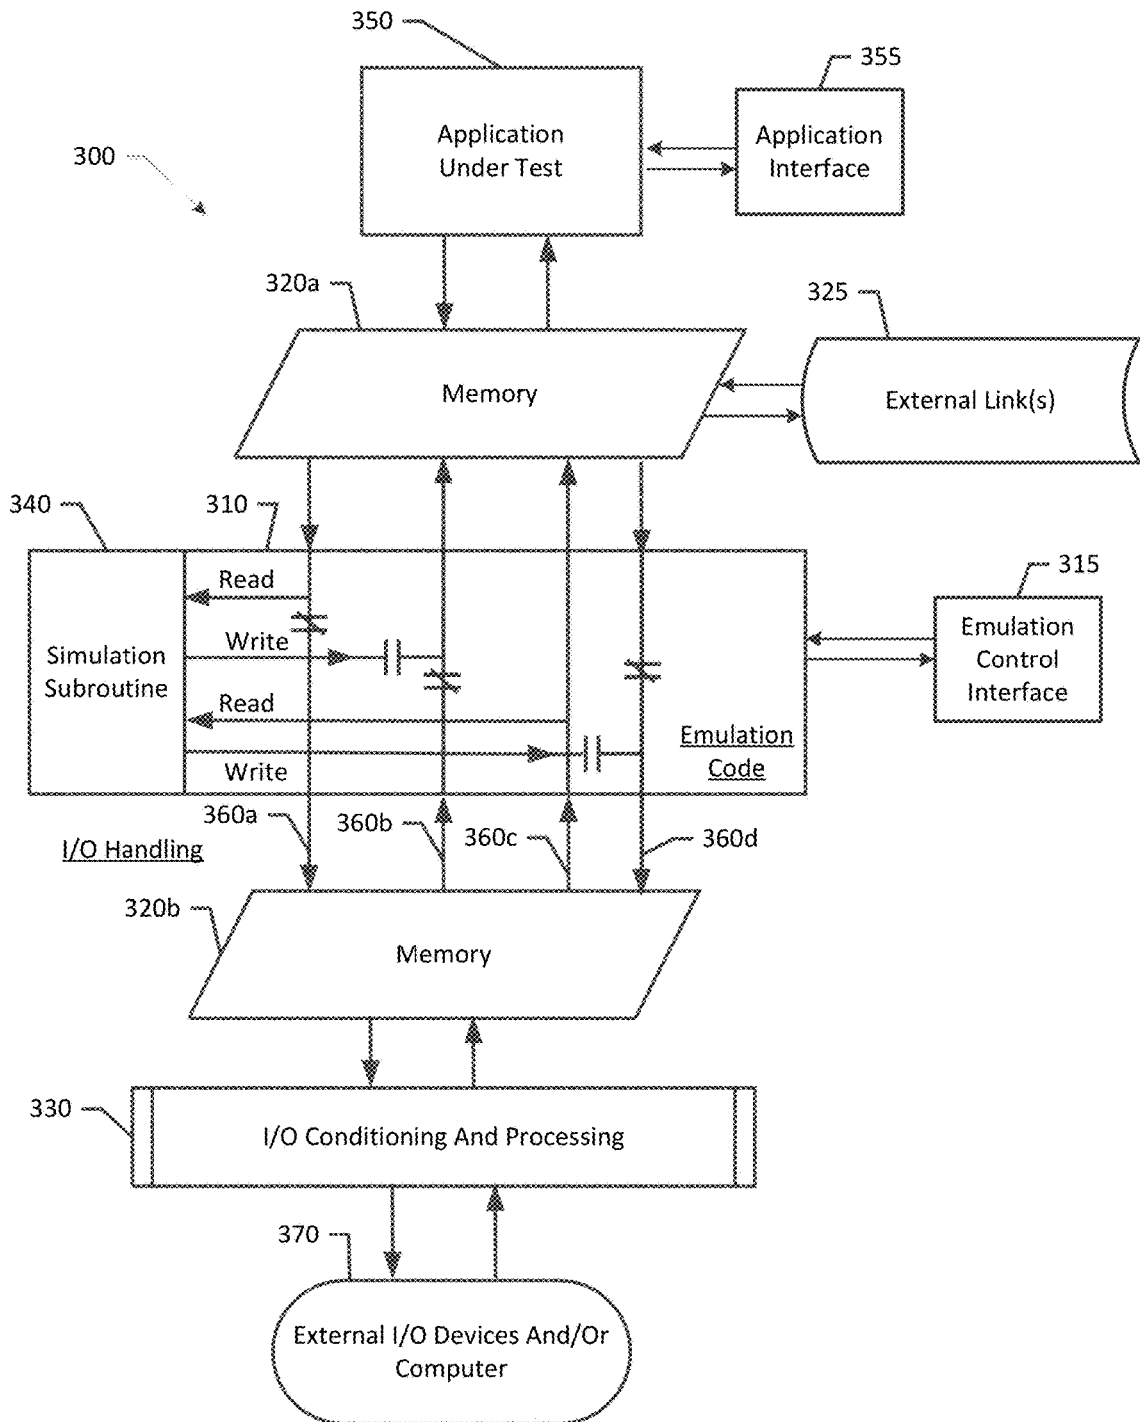 350
355
Application
Under Test
Application
Interface
300
320a
325
Memory
External Link(s)
340
310
315
Read
Write
Simulation
Subroutine
Emulation
Control
Interface
Read
Write
Emulation
Code
360a
360b
360c
360d
I/O Handling
320b
Memory
330
I/O Conditioning And Processing
370
External I/O Devices And/Or
Computer